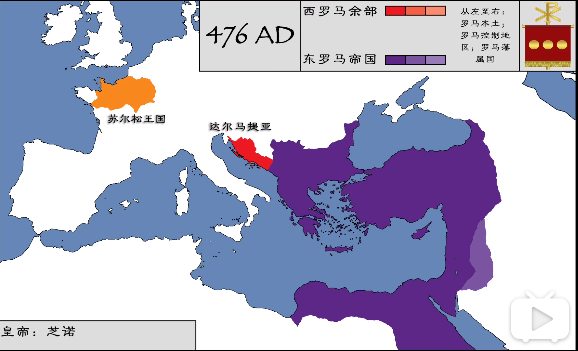 476 AD
西罗马余部
东罗马帝国
从左至右：
罗马本土；
罗马控制地
区；罗马藩
属国
苏尔松王国
达尔马提亚
皇帝：芝诺